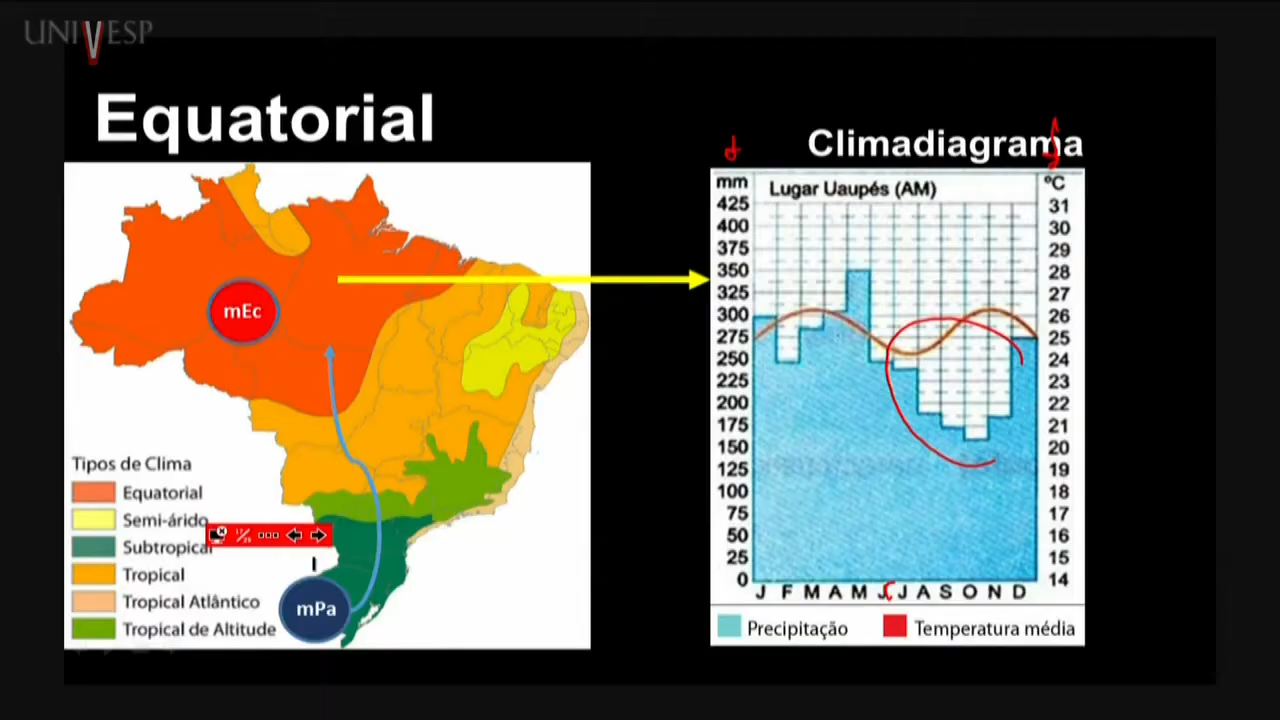 UNIVESP
Equatorial
Climadiagrama
mm
Lugar Uaupés (AM)
ºC
425
400
375
350
325
300
275
250
225
200
175
150
125
100
75
50
25
0
31
30
29
28
27
26
25
24
23
22
21
20
19
18
17
16
15
14
J F M A M J J A S O N D
Precipitação
Temperatura média
mEc
mPa
Tipos de Clima
Equatorial
Semi-árido
Subtropical
Tropical
Tropical Atlântico
Tropical de Altitude